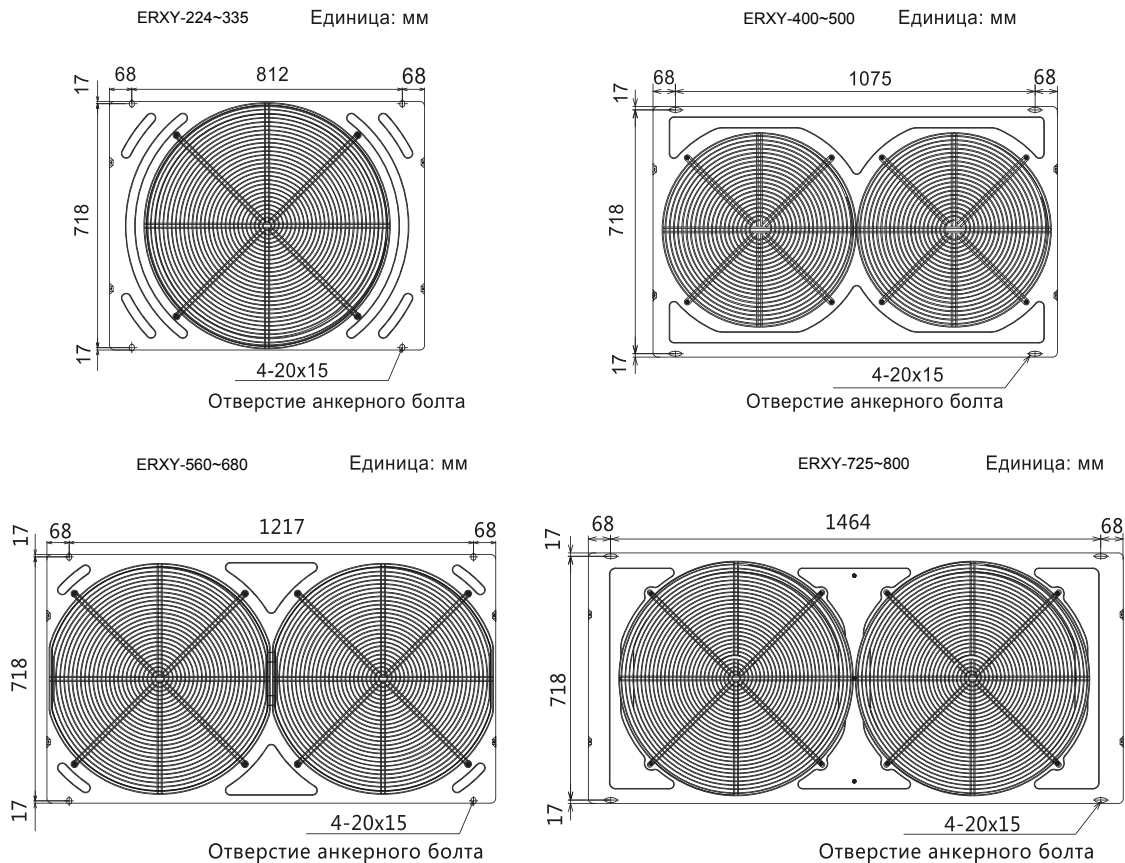 ERXY-224~335 Единица: мм
68 812 68
17
718
17
4-20x15
Отверстие анкерного болта
ERXY-400~500 Единица: мм
68 1075 68
17
718
17
4-20x15
Отверстие анкерного болта
ERXY-560~680 Единица: мм
68 1217 68
17
718
17
4-20x15
Отверстие анкерного болта
ERXY-725~800 Единица: мм
68 1464 68
17
718
17
4-20x15
Отверстие анкерного болта